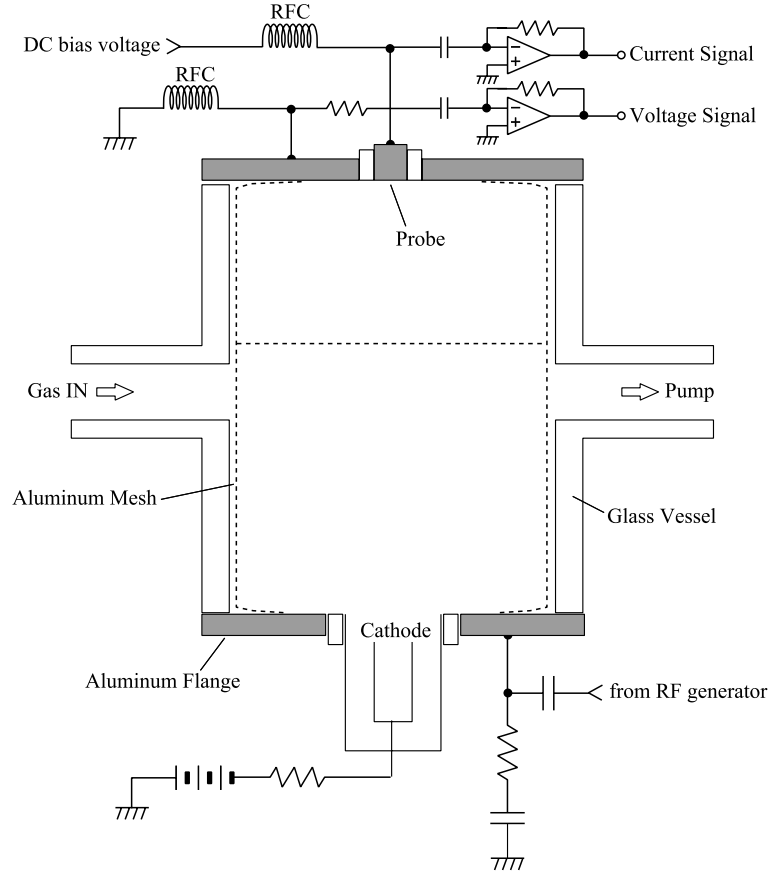 RFC
DC bias voltage
Current Signal
RFC
Voltage Signal
Probe
Gas IN
Pump
Aluminum Mesh
Glass Vessel
Cathode
Aluminum Flange
from RF generator